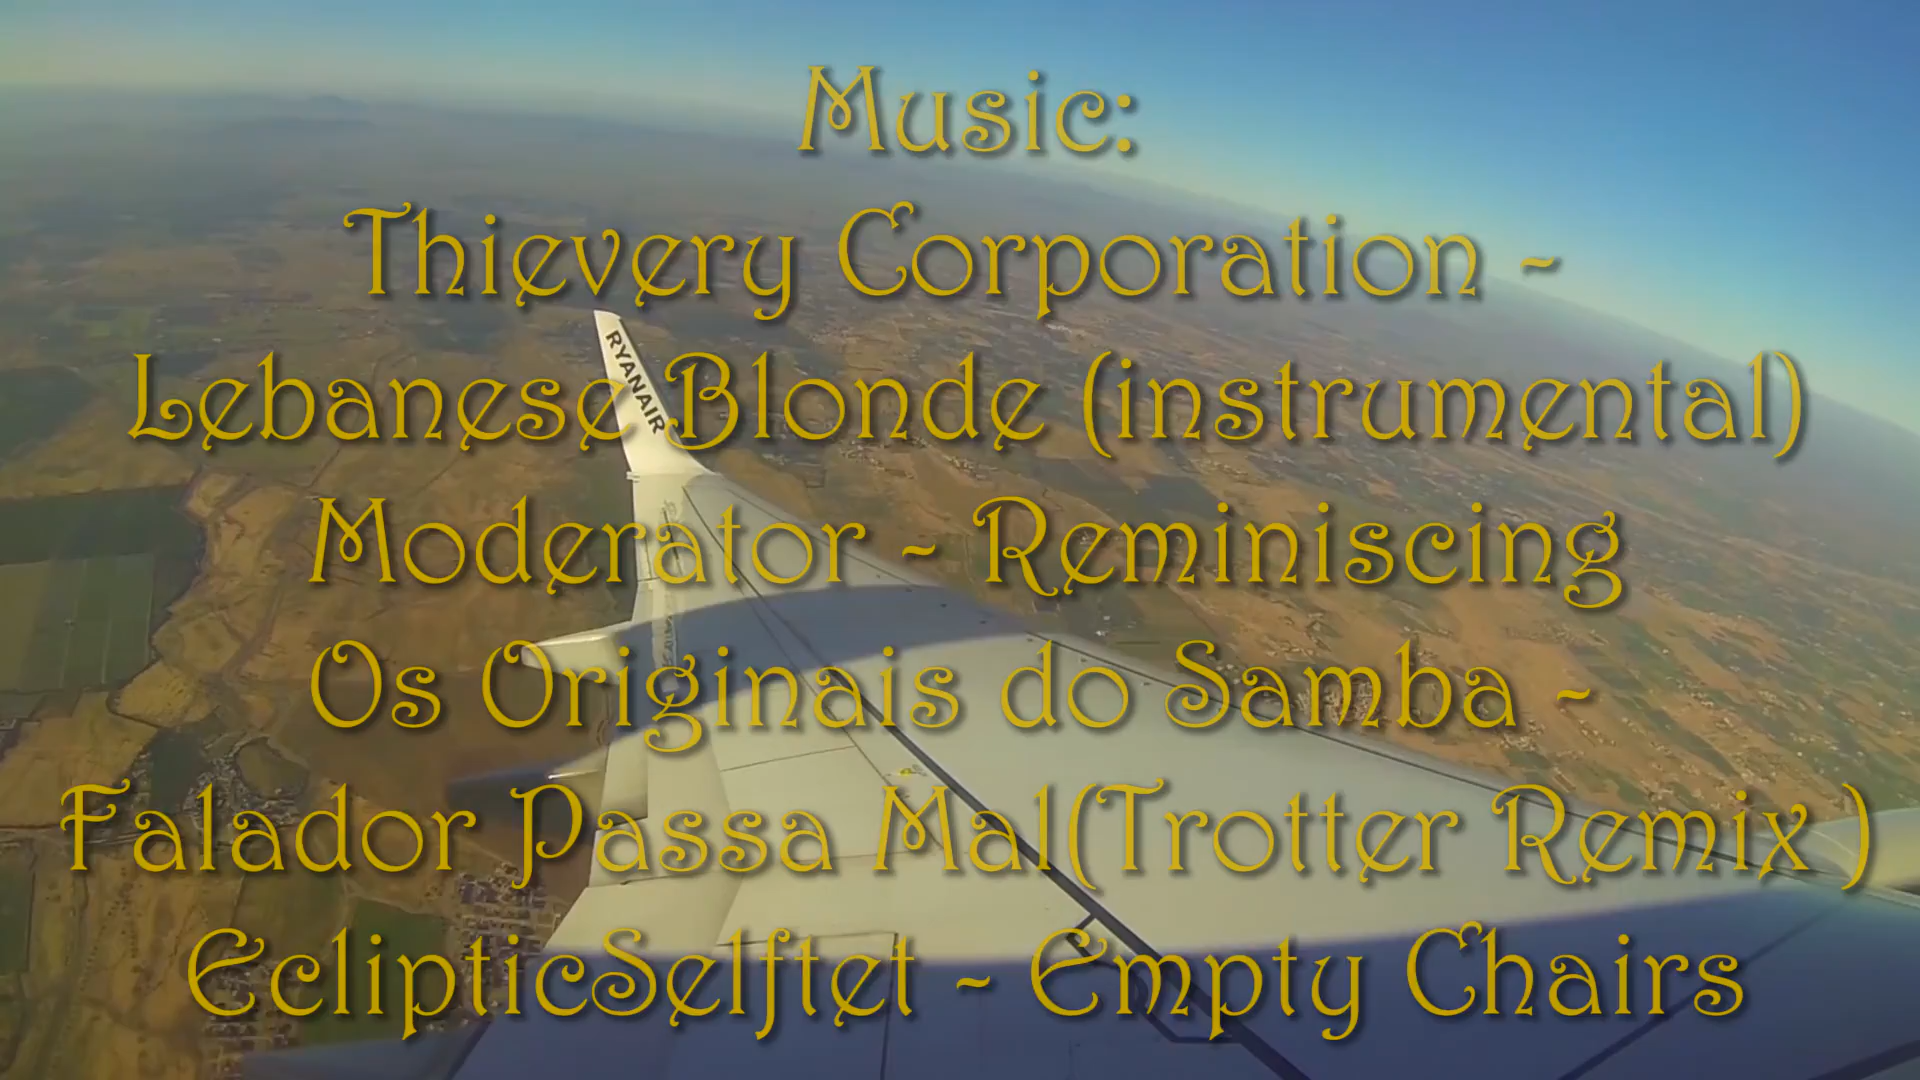 Music:
Thievery Corporation -
Lebanese Blonde (instrumental)
RYANAIR
Moderator - Reminiscing
Os Originais do Samba -
Falador Passa Mal(Trotter Remix )
EclipticSelftet - Empty Chairs